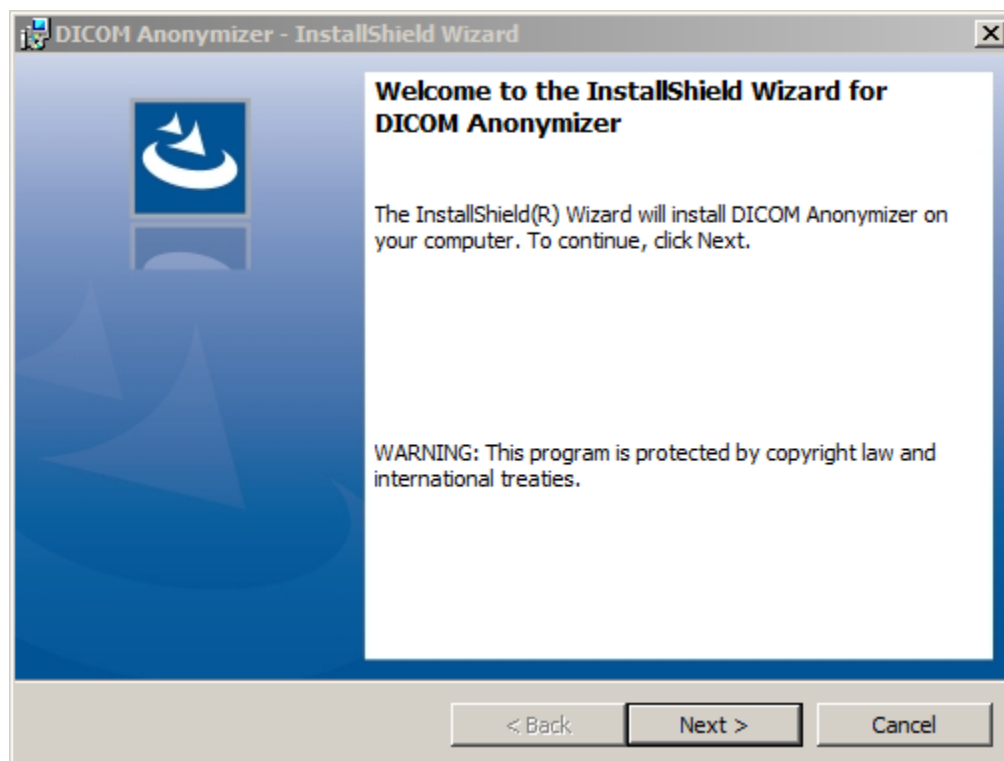 DICOM Anonymizer - InstallShield Wizard
Welcome to the InstallShield Wizard for
DICOM Anonymizer
The InstallShield(R) Wizard will install DICOM Anonymizer on
your computer. To continue, click Next.
WARNING: This program is protected by copyright law and
international treaties.
< Back
Next >
Cancel